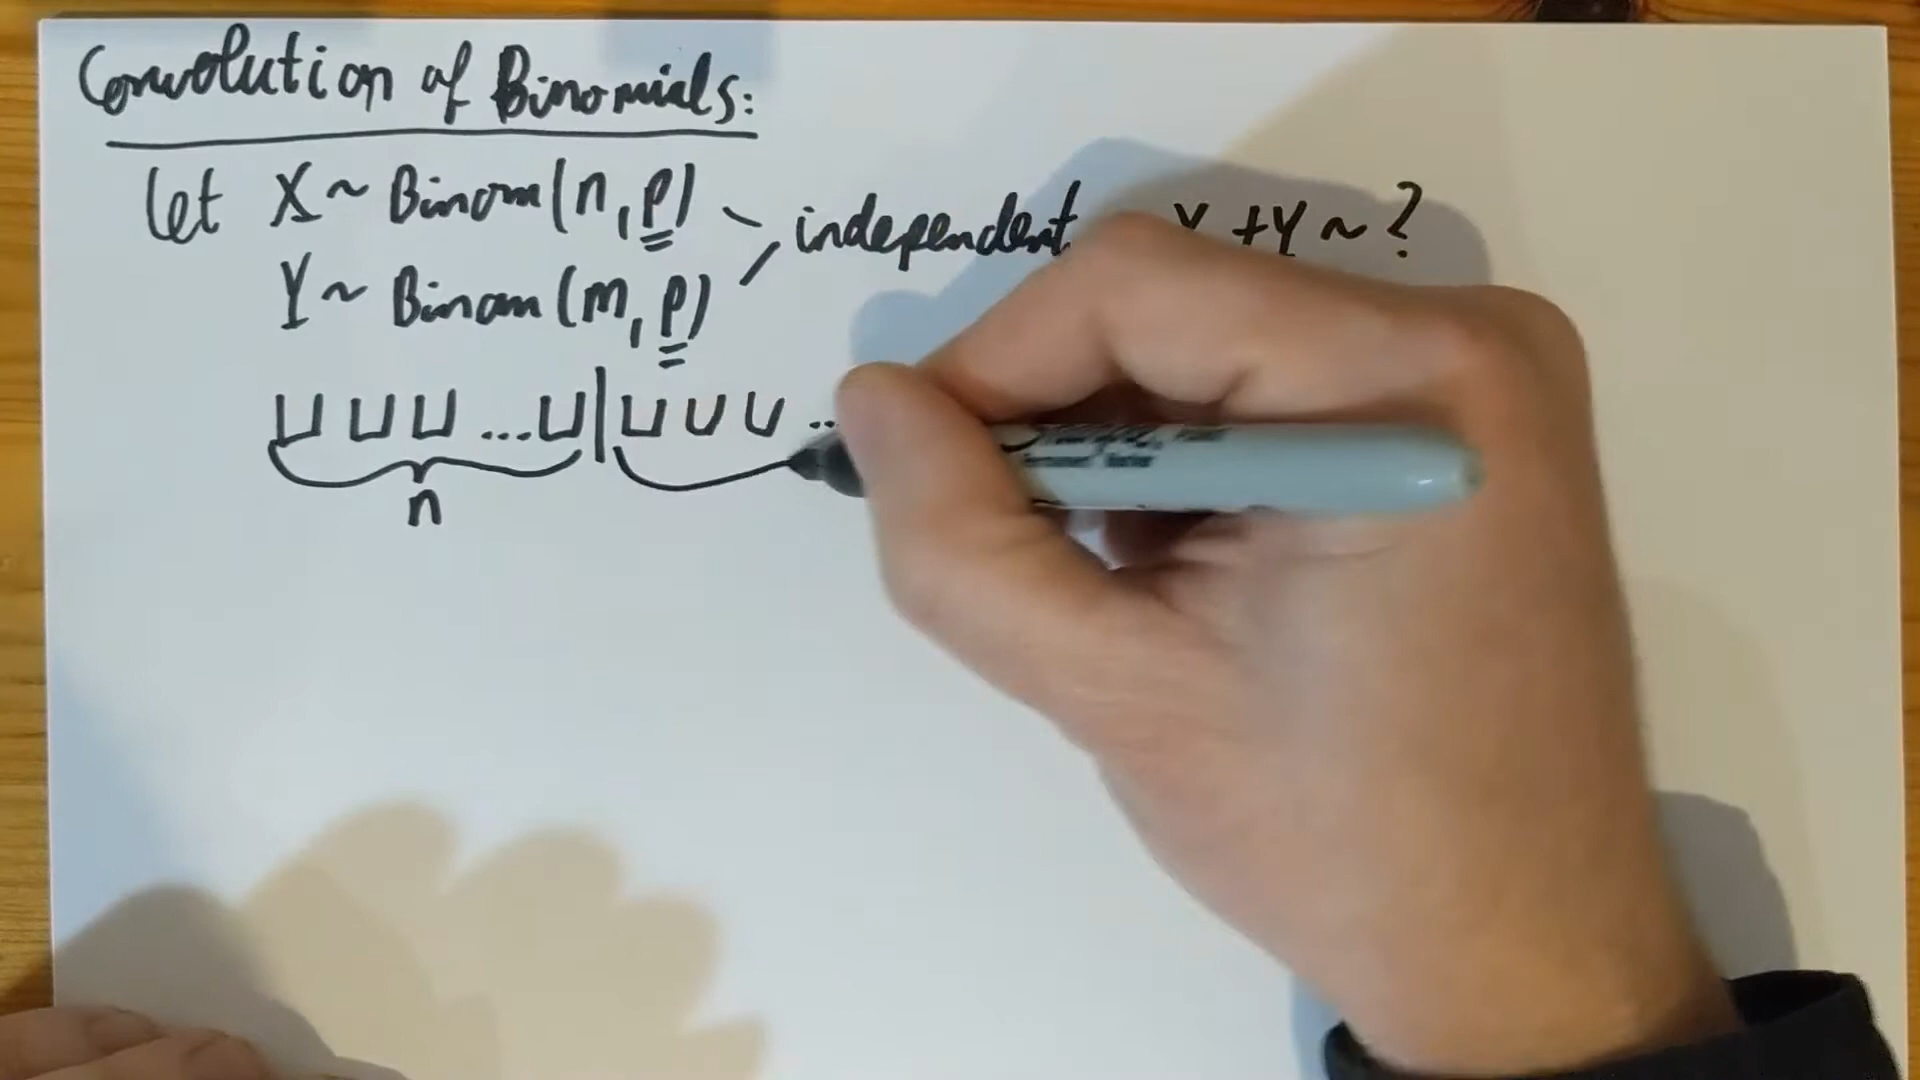 Convolution of Binomials:
Let X ~ Binom(n,p) independent X+Y ~ ?
Y ~ Binom(m,p)
...
n